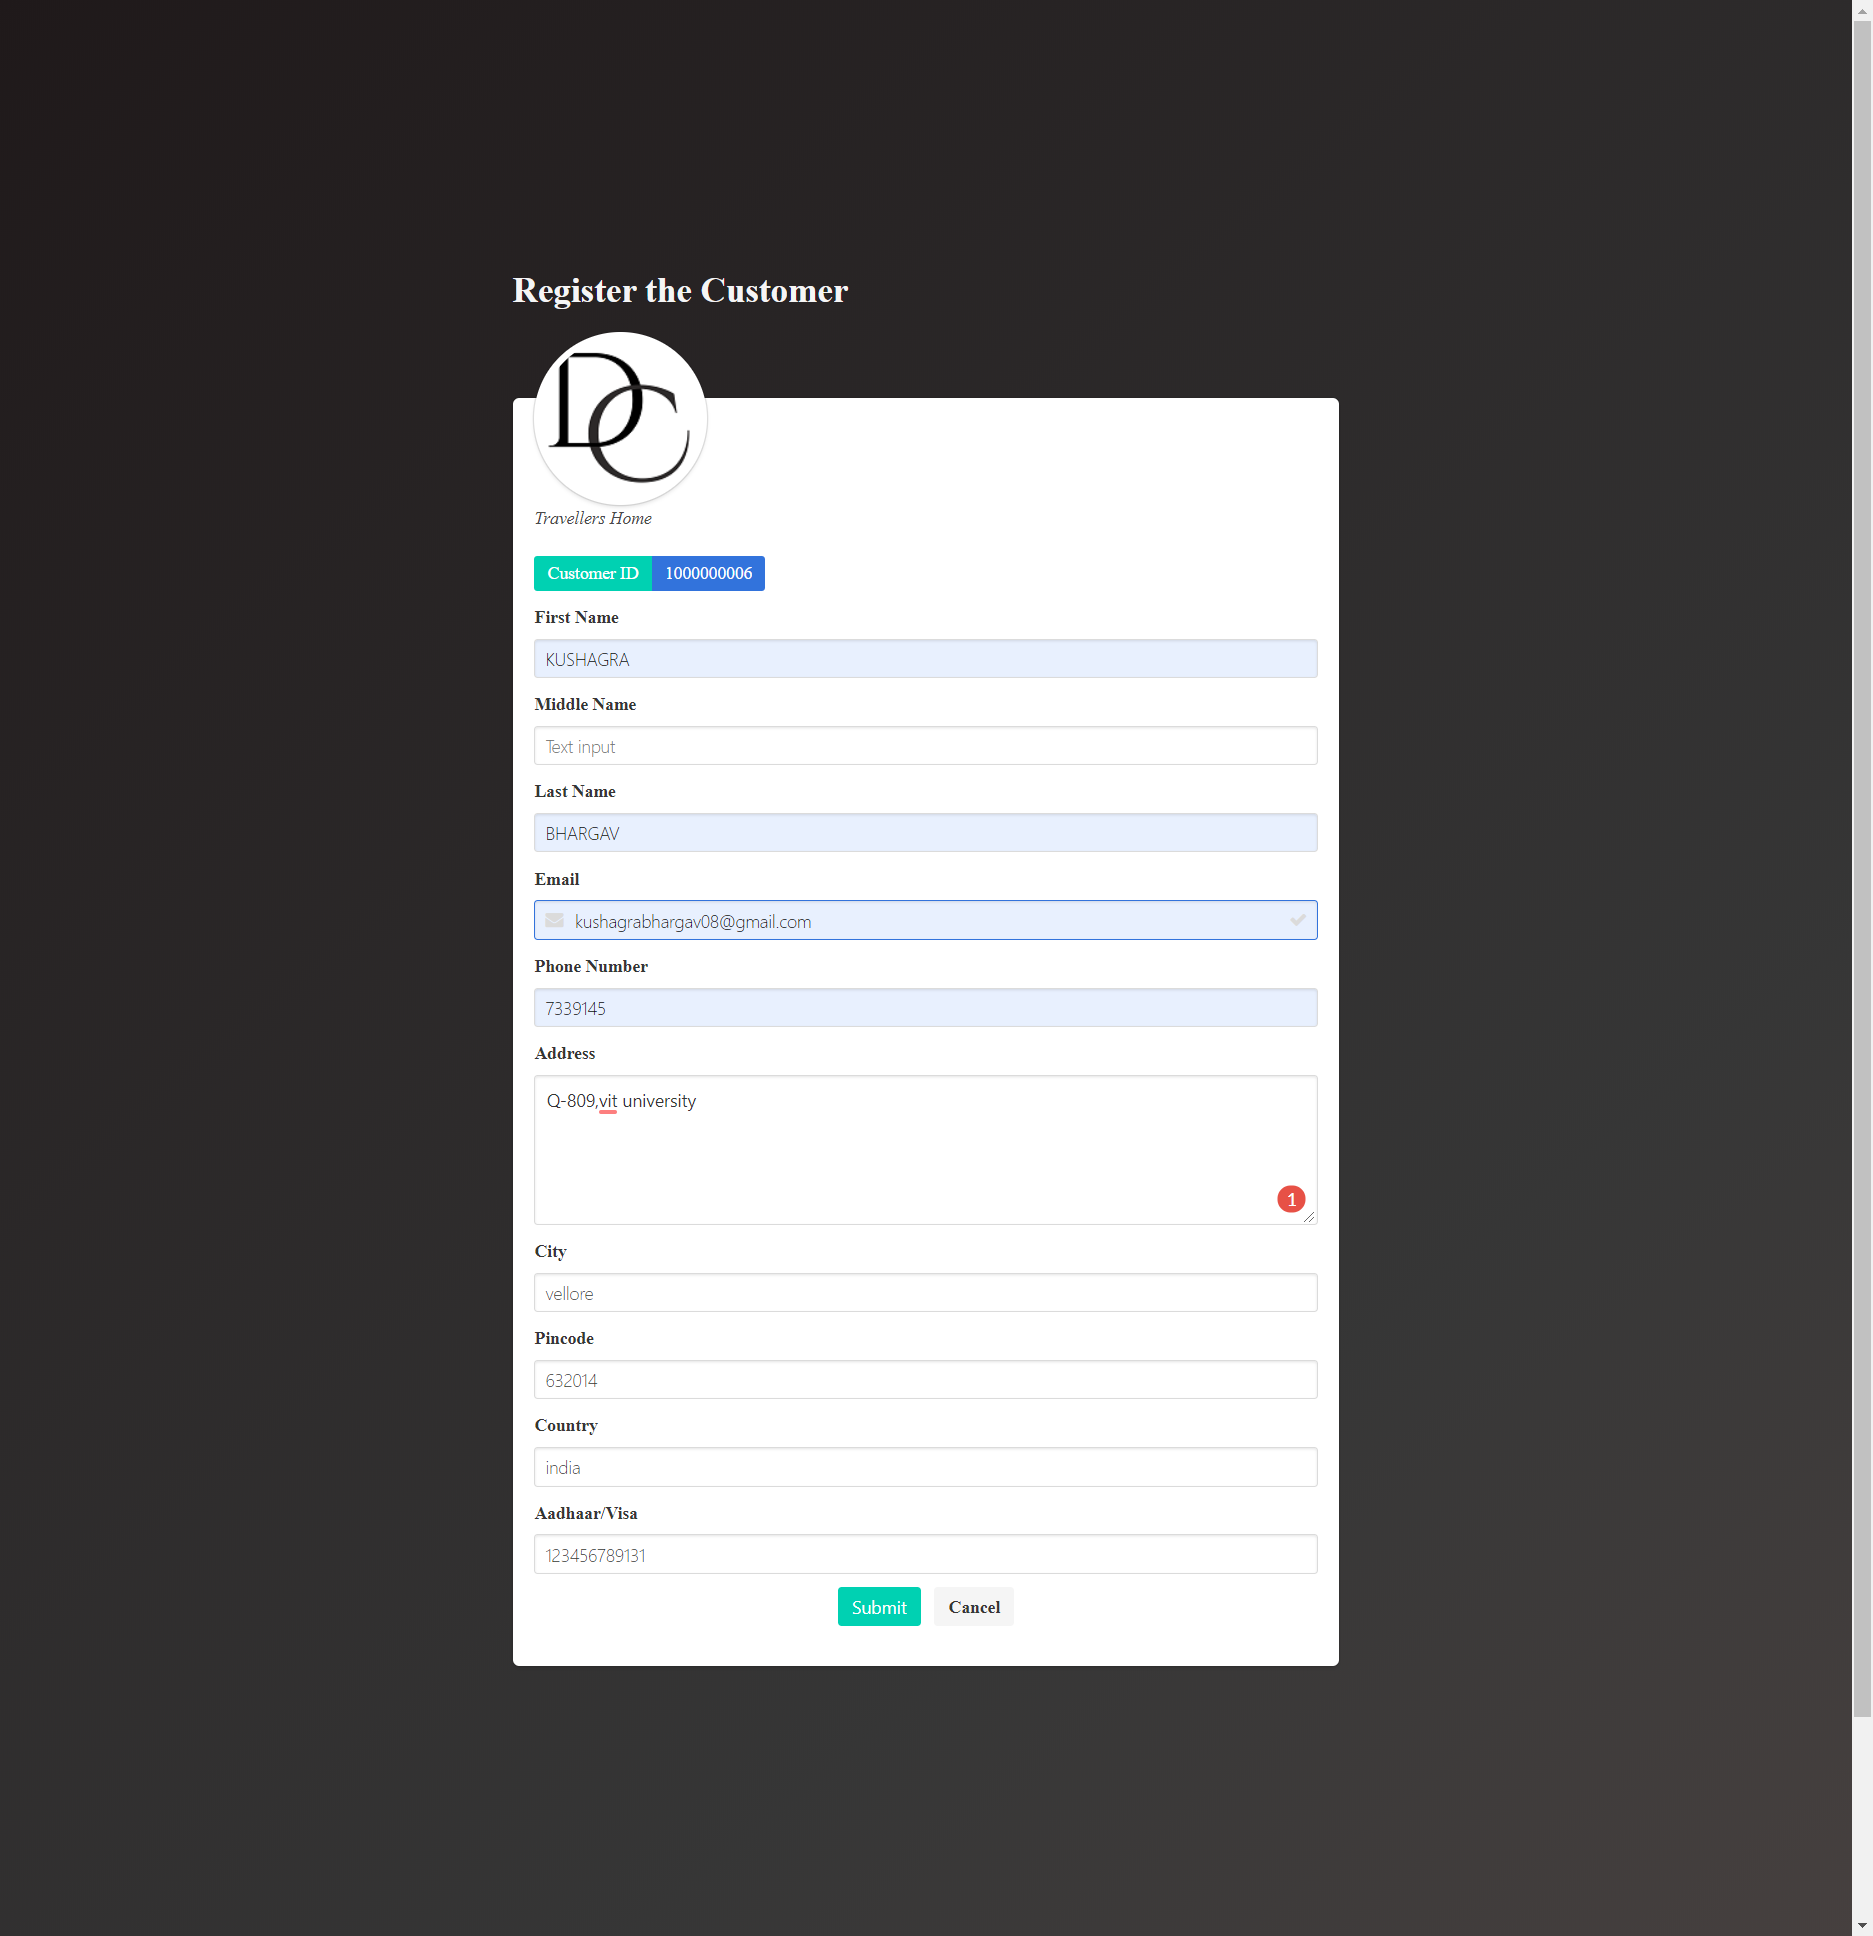 Register the Customer
DC
Travellers Home
Customer ID 1000000006
First Name
KUSHAGRA
Middle Name
Text input
Last Name
BHARGAV
Email
kushagrabhargav08@gmail.com
Phone Number
7339145
Address
Q-809,vit university
1
City
vellore
Pincode
632014
Country
india
Aadhaar/Visa
123456789131
Submit Cancel